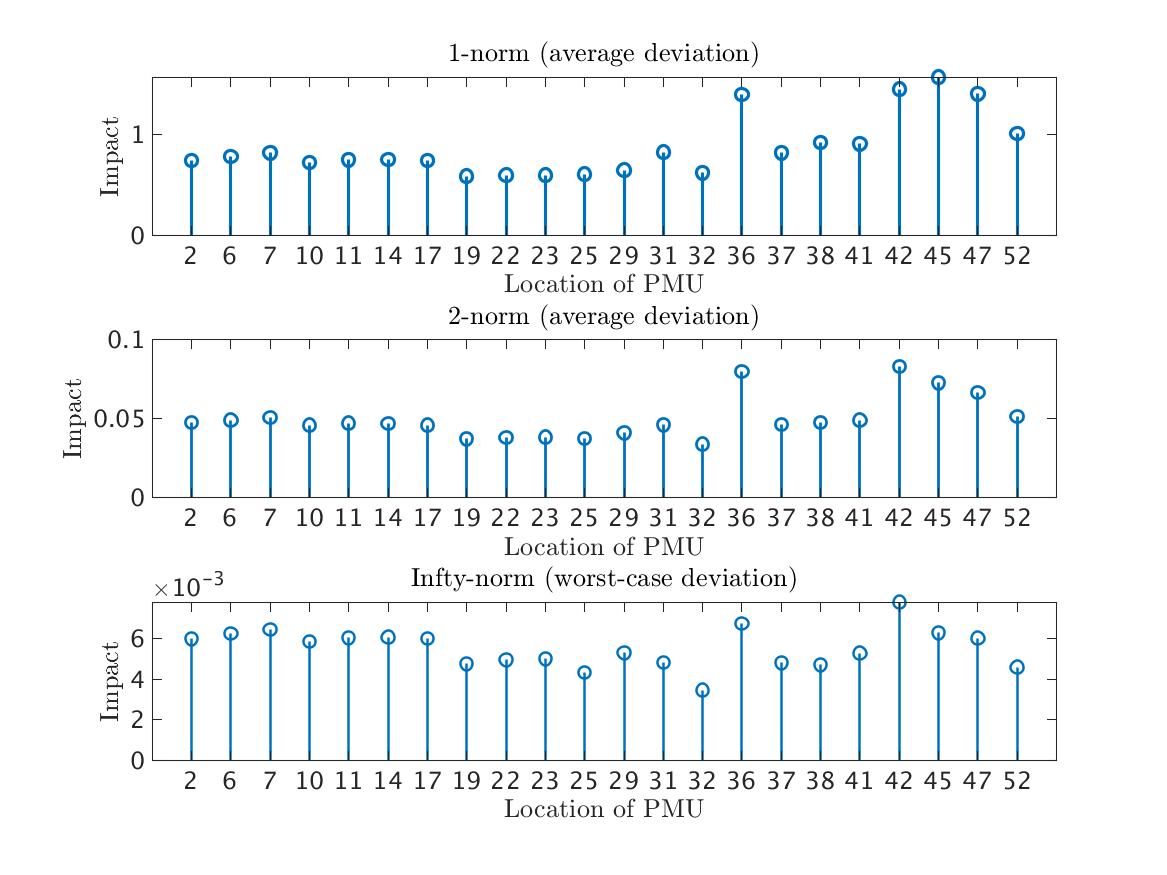 1-norm (average deviation)
Impact
1
0
2 6 7 10 11 14 17 19 22 23 25 29 31 32 36 37 38 41 42 45 47 52
Location of PMU
2-norm (average deviation)
Impact
0.1
0.05
0
2 6 7 10 11 14 17 19 22 23 25 29 31 32 36 37 38 41 42 45 47 52
Location of PMU
Infty-norm (worst-case deviation)
×10⁻³
Impact
6
4
2
0
2 6 7 10 11 14 17 19 22 23 25 29 31 32 36 37 38 41 42 45 47 52
Location of PMU